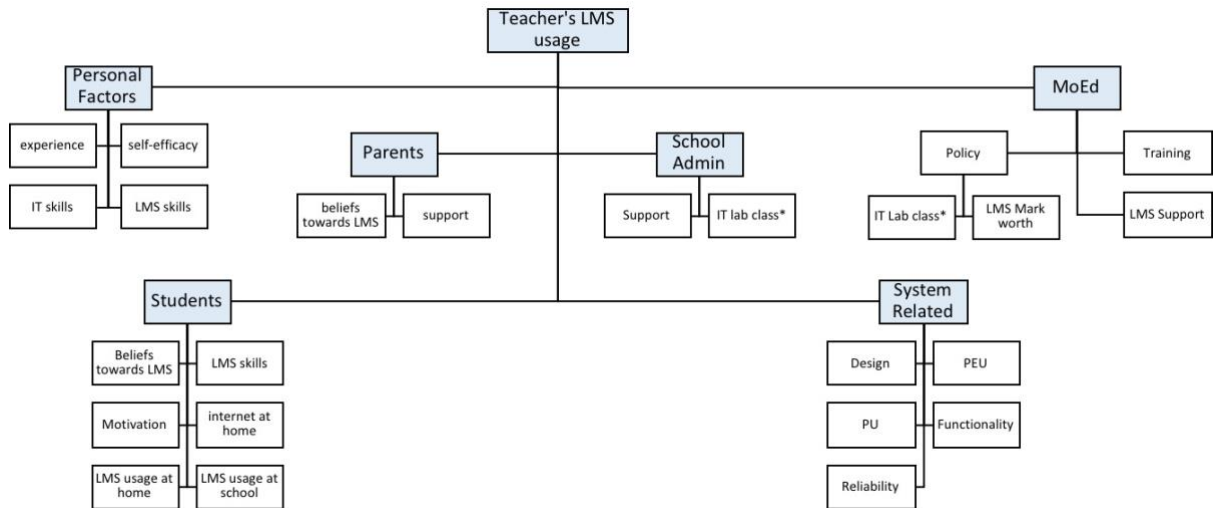 Teacher's LMS
usage
Personal
Factors
MoEd
experience
self-efficacy
IT skills
LMS skills
Parents
School
Admin
beliefs
towards LMS
support
Support
IT lab class*
Policy
Training
IT Lab class*
LMS Mark
worth
LMS Support
Students
System
Related
Beliefs
towards LMS
LMS skills
Motivation
internet at
home
LMS usage at
home
LMS usage at
school
Design
PEU
PU
Functionality
Reliability